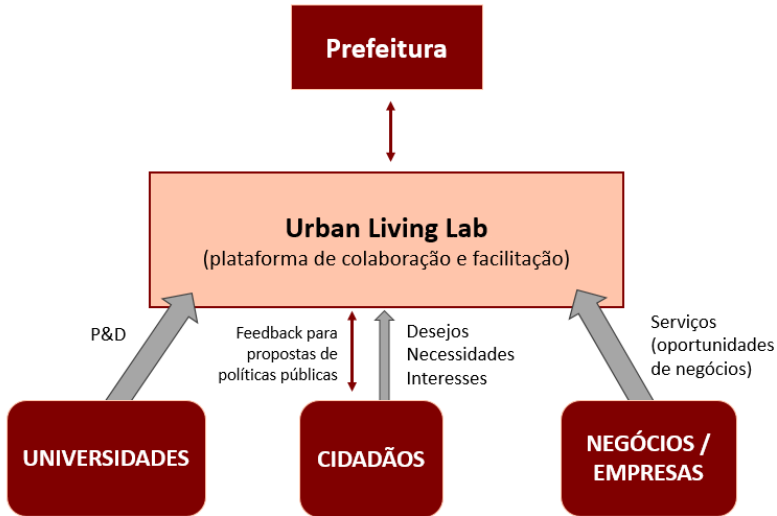 Prefeitura
Urban Living Lab
(plataforma de colaboração e facilitação)
P&D
Feedback para
propostas de
políticas públicas
Desejos
Necessidades
Interesses
Serviços
(oportunidades
de negócios)
UNIVERSIDADES
CIDADÃOS
NEGÓCIOS /
EMPRESAS